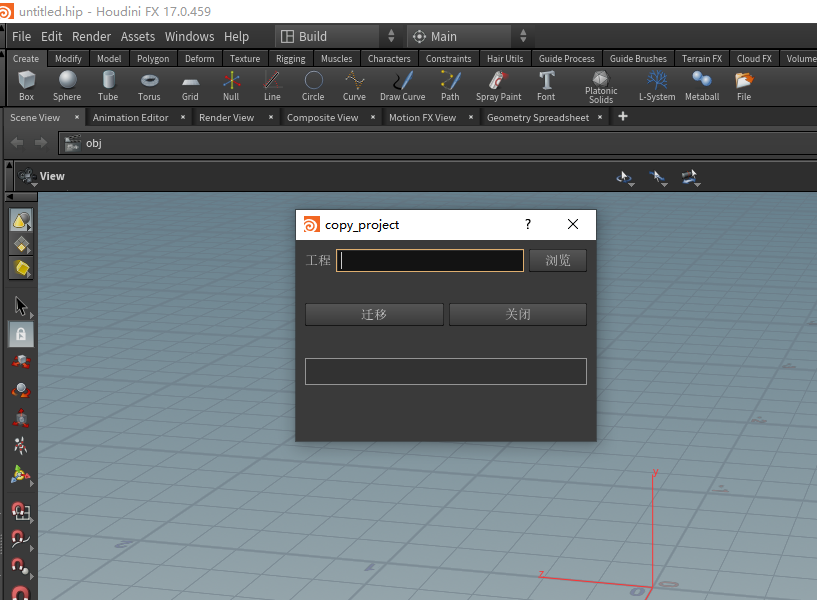 untitled.hip - Houdini FX 17.0.459
File Edit Render Assets Windows Help Build Main
Create Modify Model Polygon Deform Texture Rigging Muscles Characters Constraints Hair Utils Guide Process Guide Brushes Terrain FX Cloud FX Volume
Box Sphere Tube Torus Grid Null Line Circle Curve Draw Curve Path Spray Paint Font Platonic Solids L-System Metaball File
Scene View × Animation Editor × Render View × Composite View × Motion FX View × Geometry Spreadsheet × +
obj
View
copy_project ? ×
工程 浏览
迁移 关闭
y
z
0